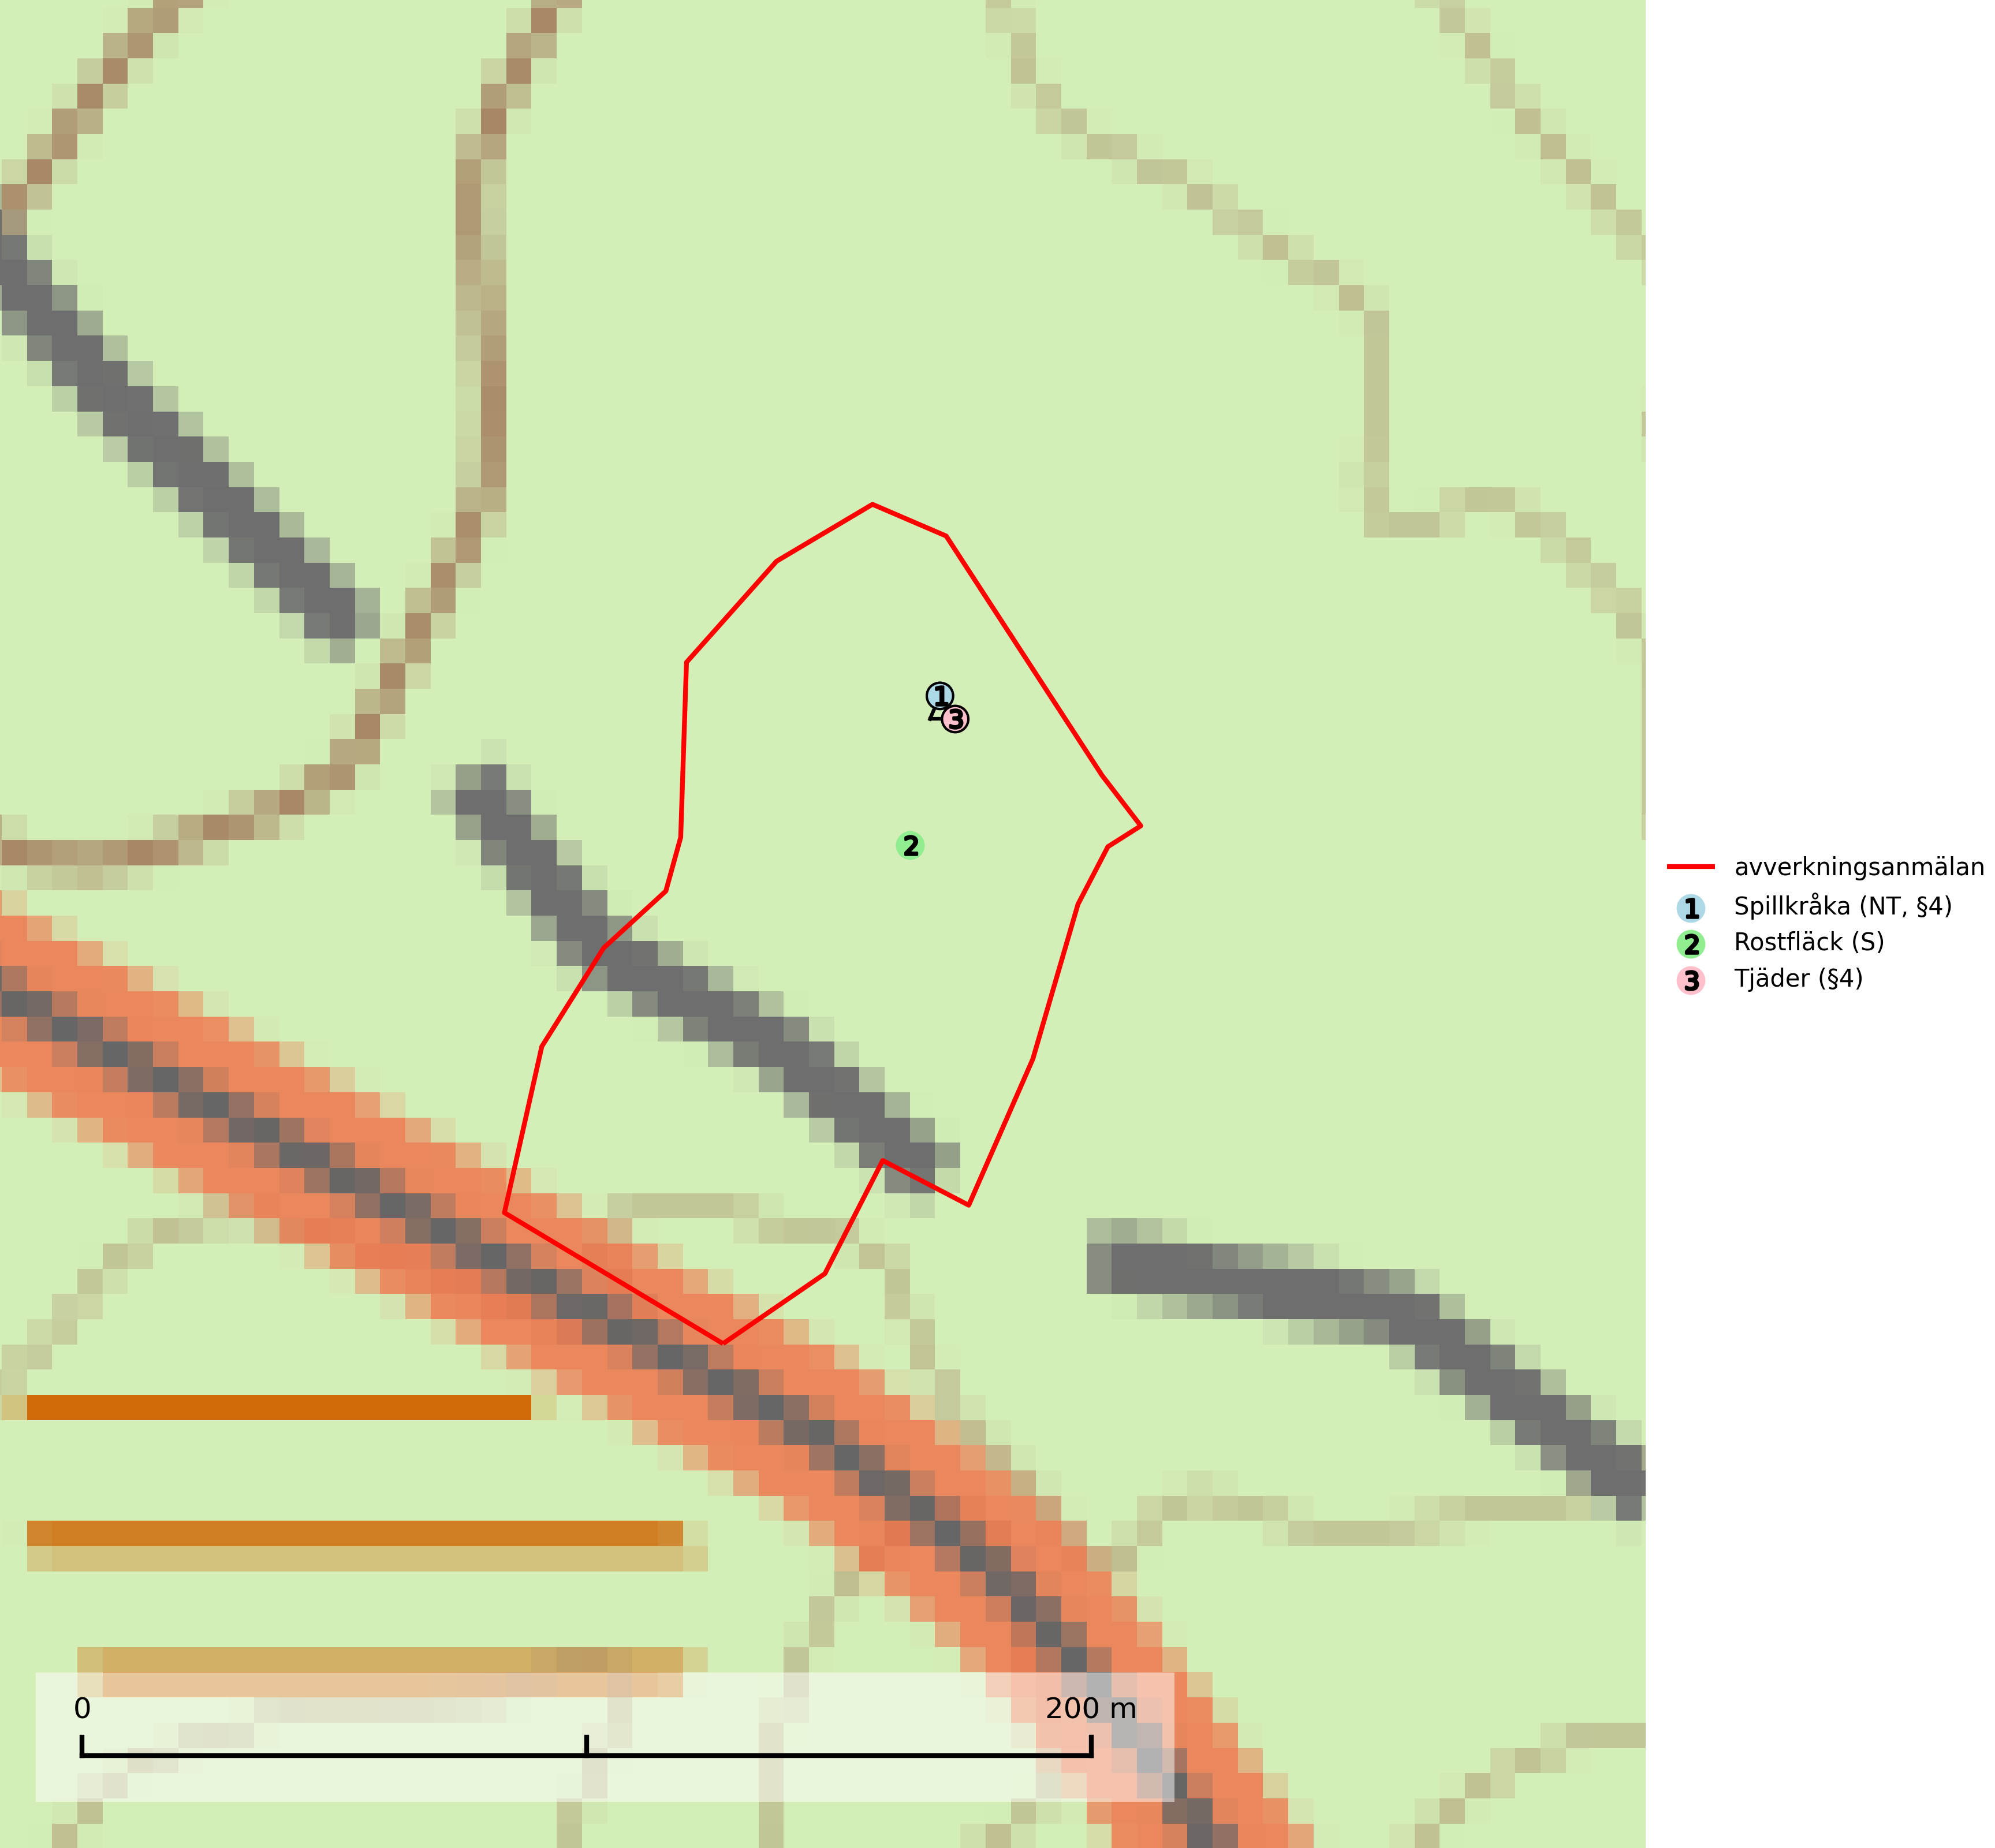 1
3
2
avverkningsanmälan
1 Spillkråka (NT, §4)
2 Rostfläck (S)
3 Tjäder (§4)
0 200 m